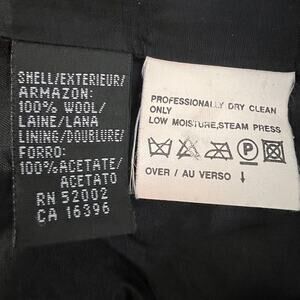 SHELL/EXTERIEUR/
ARMAZON:
100% WOOL/
LAINE/LANA
LINING/DOUBLURE/
FORRO:
100% ACETATE/
ACETATO
RN 52002
CA 16396
PROFESSIONALLY DRY CLEAN
ONLY
LOW MOISTURE,STEAM PRESS
P
OVER / AU VERSO ↓